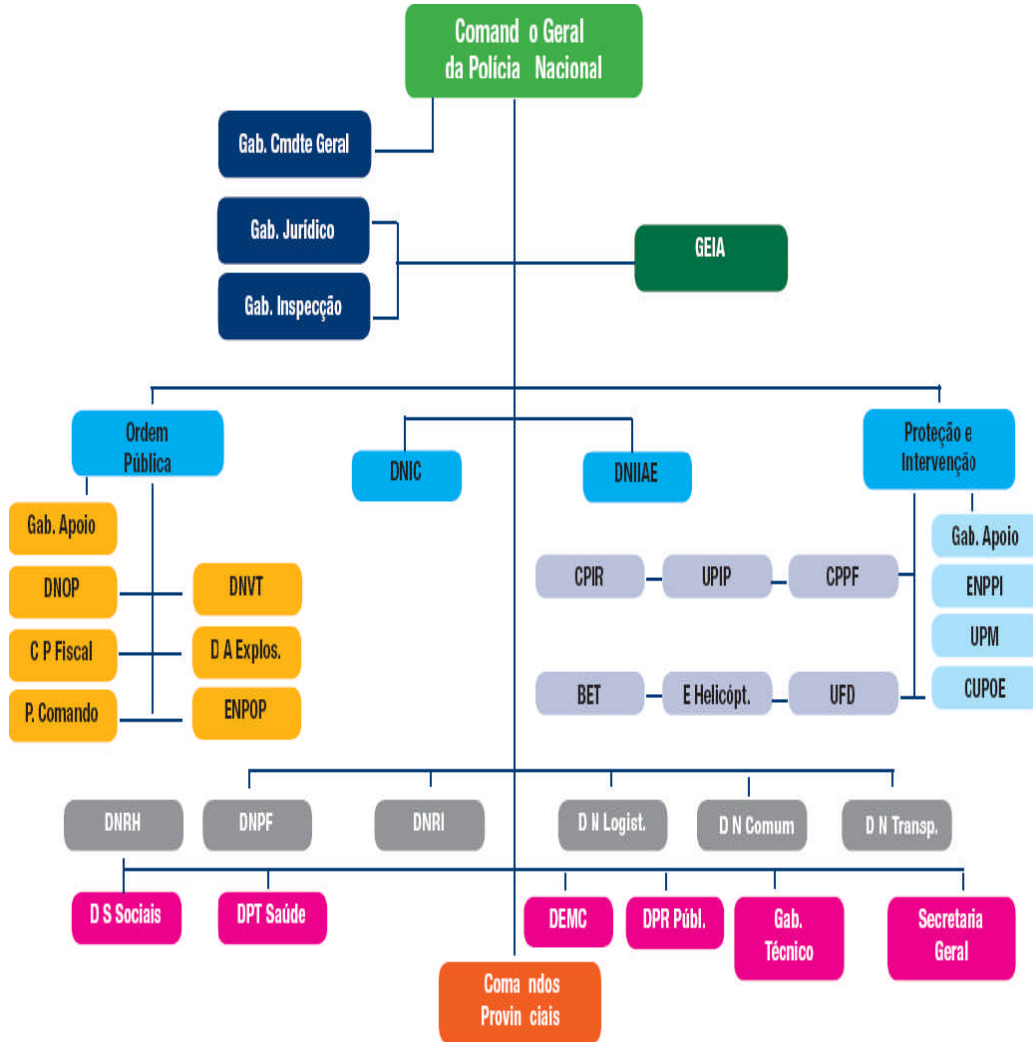 Comand o Geral
da Polícia Nacional
Gab. Cmdte Geral
Gab. Jurídico
GEIA
Gab. Inspecção
Ordem
Pública
DNIC
DNIIAE
Proteção e
Intervenção
Gab. Apoio
DNOP
DNVT
C P Fiscal
D A Explos.
P. Comando
ENPOP
CPIR
UPIP
CPPF
BET
E Helicópt.
UFD
Gab. Apoio
ENPPI
UPM
CUPOE
DNRH
DNPF
DNRI
D N Logist.
D N Comum
D N Transp.
D S Sociais
DPT Saúde
DEMC
DPR Públ.
Gab.
Técnico
Secretaria
Geral
Coma ndos
Provin ciais